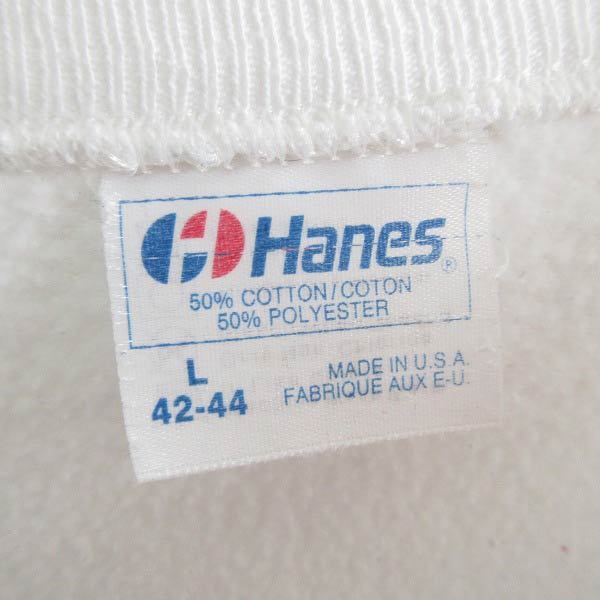 Hanes®
50% COTTON/COTON
50% POLYESTER
L
42-44
MADE IN U.S.A.
FABRIQUE AUX E-U.